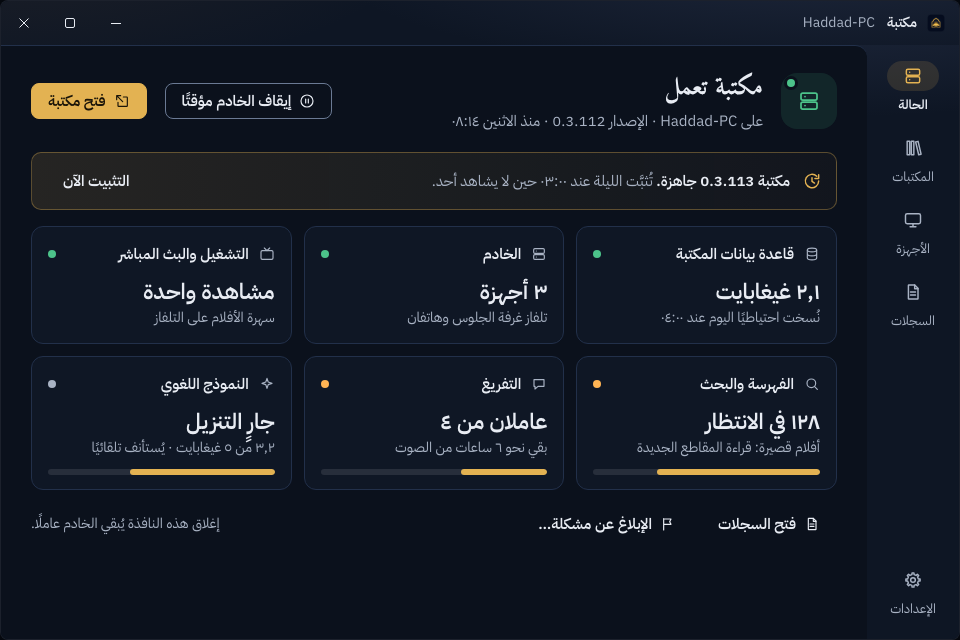 مكتبة Haddad-PC
الحالة
المكتبات
الأجهزة
السجلات
الإعدادات
مكتبة تعمل
على Haddad-PC · الإصدار 0.3.112 · منذ الاثنين ٠٨:١٤
إيقاف الخادم مؤقتًا
فتح مكتبة
مكتبة 0.3.113 جاهزة. تُثبَّت الليلة عند ٠٣:٠٠ حين لا يشاهد أحد.
التثبيت الآن
قاعدة بيانات المكتبة
٢٫١ غيغابايت
نُسخت احتياطيًا اليوم عند ٠٤:٠٠
الخادم
٣ أجهزة
تلفاز غرفة الجلوس وهاتفان
التشغيل والبث المباشر
مشاهدة واحدة
سهرة الأفلام على التلفاز
الفهرسة والبحث
١٢٨ في الانتظار
أفلام قصيرة: قراءة المقاطع الجديدة
التفريغ
عاملان من ٤
بقي نحو ٦ ساعات من الصوت
النموذج اللغوي
جارٍ التنزيل
٣٫٢ من ٥ غيغابايت · يُستأنف تلقائيًا
فتح السجلات
الإبلاغ عن مشكلة...
إغلاق هذه النافذة يُبقي الخادم عاملًا.